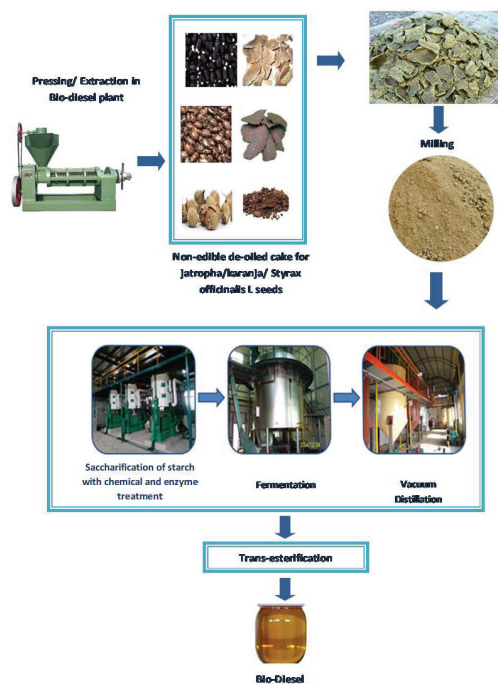 Pressing/ Extraction in
Bio-diesel plant
Milling
Non-edible de-oiled cake for
jatropha/karanja/ Styrax
officinalis L seeds
Saccharification of starch
with chemical and enzyme
treatment
Fermentation
Vacuum
Distillation
Trans-esterification
Bio-Diesel